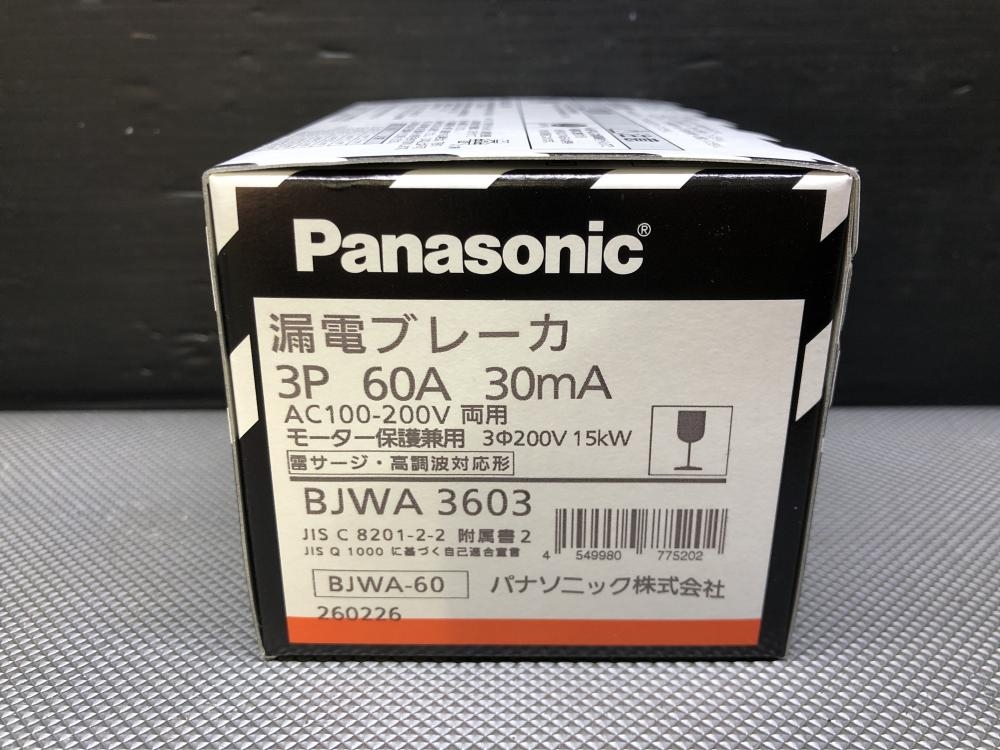 Panasonic®
漏電ブレーカ
3P 60A 30mA
AC100-200V 両用
モーター保護兼用 3Φ200V 15kW
雷サージ・高調波対応形
BJWA 3603
JIS C 8201-2-2 附属書2
JIS Q 1000 に基づく自己適合宣言
4 549980 775202
BJWA-60 パナソニック株式会社
260226